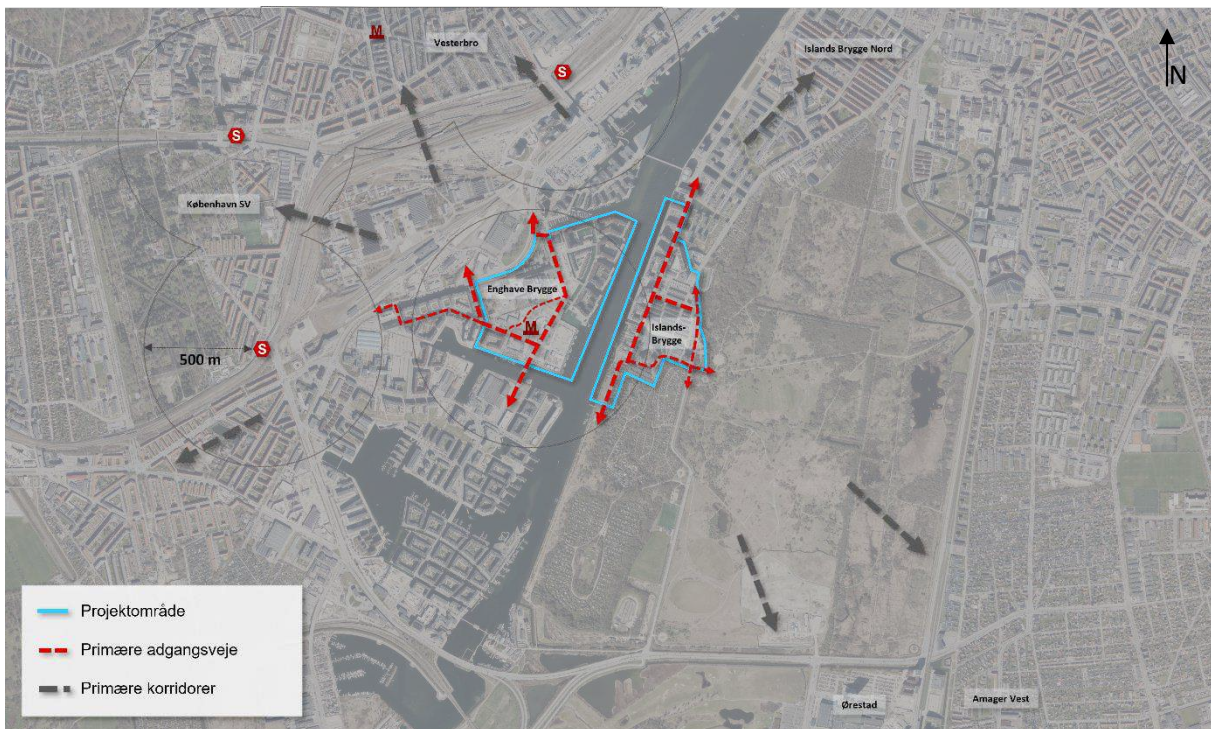 M
Vesterbro
Islands Brygge Nord
N
S
S
København SV
Enghave Brygge
M
Islands-
Brygge
500 m
S
Projektområde
Primære adgangsveje
Primære korridorer
Ørestad
Amager Vest